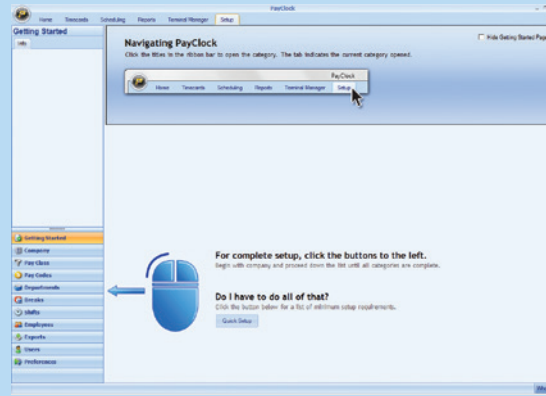 PayClock
Home Timecards Scheduling Reports Terminal Manager Setup
Getting Started
Info
Hide Getting Started Page
Navigating PayClock
Click the titles in the ribbon bar to open the category. The tab indicates the current category opened.
PayClock
Home Timecards Scheduling Reports Terminal Manager Setup
Getting Started
Company
Pay Class
Pay Codes
Departments
Breaks
Shifts
Employees
Exports
Users
Preferences
For complete setup, click the buttons to the left.
Begin with company and proceed down the list until all categories are complete.
Do I have to do all of that?
Click the button below for a list of minimum setup requirements.
Quick Setup